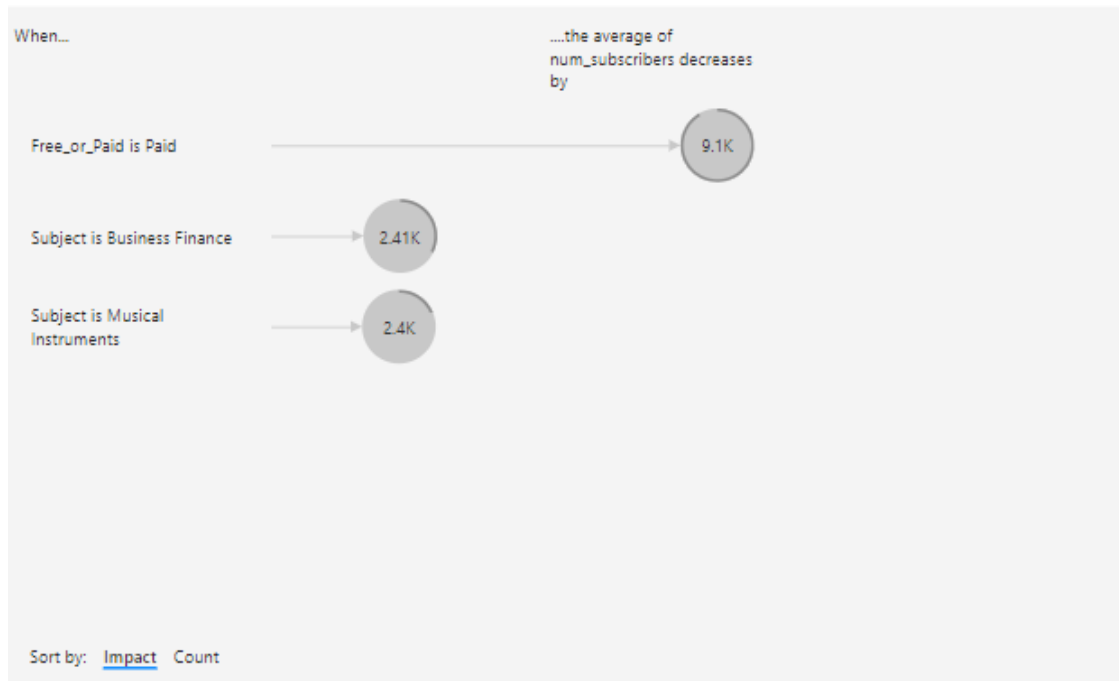 When...
....the average of
num_subscribers decreases
by
Free_or_Paid is Paid
9.1K
Subject is Business Finance
2.41K
Subject is Musical
Instruments
2.4K
Sort by: Impact Count